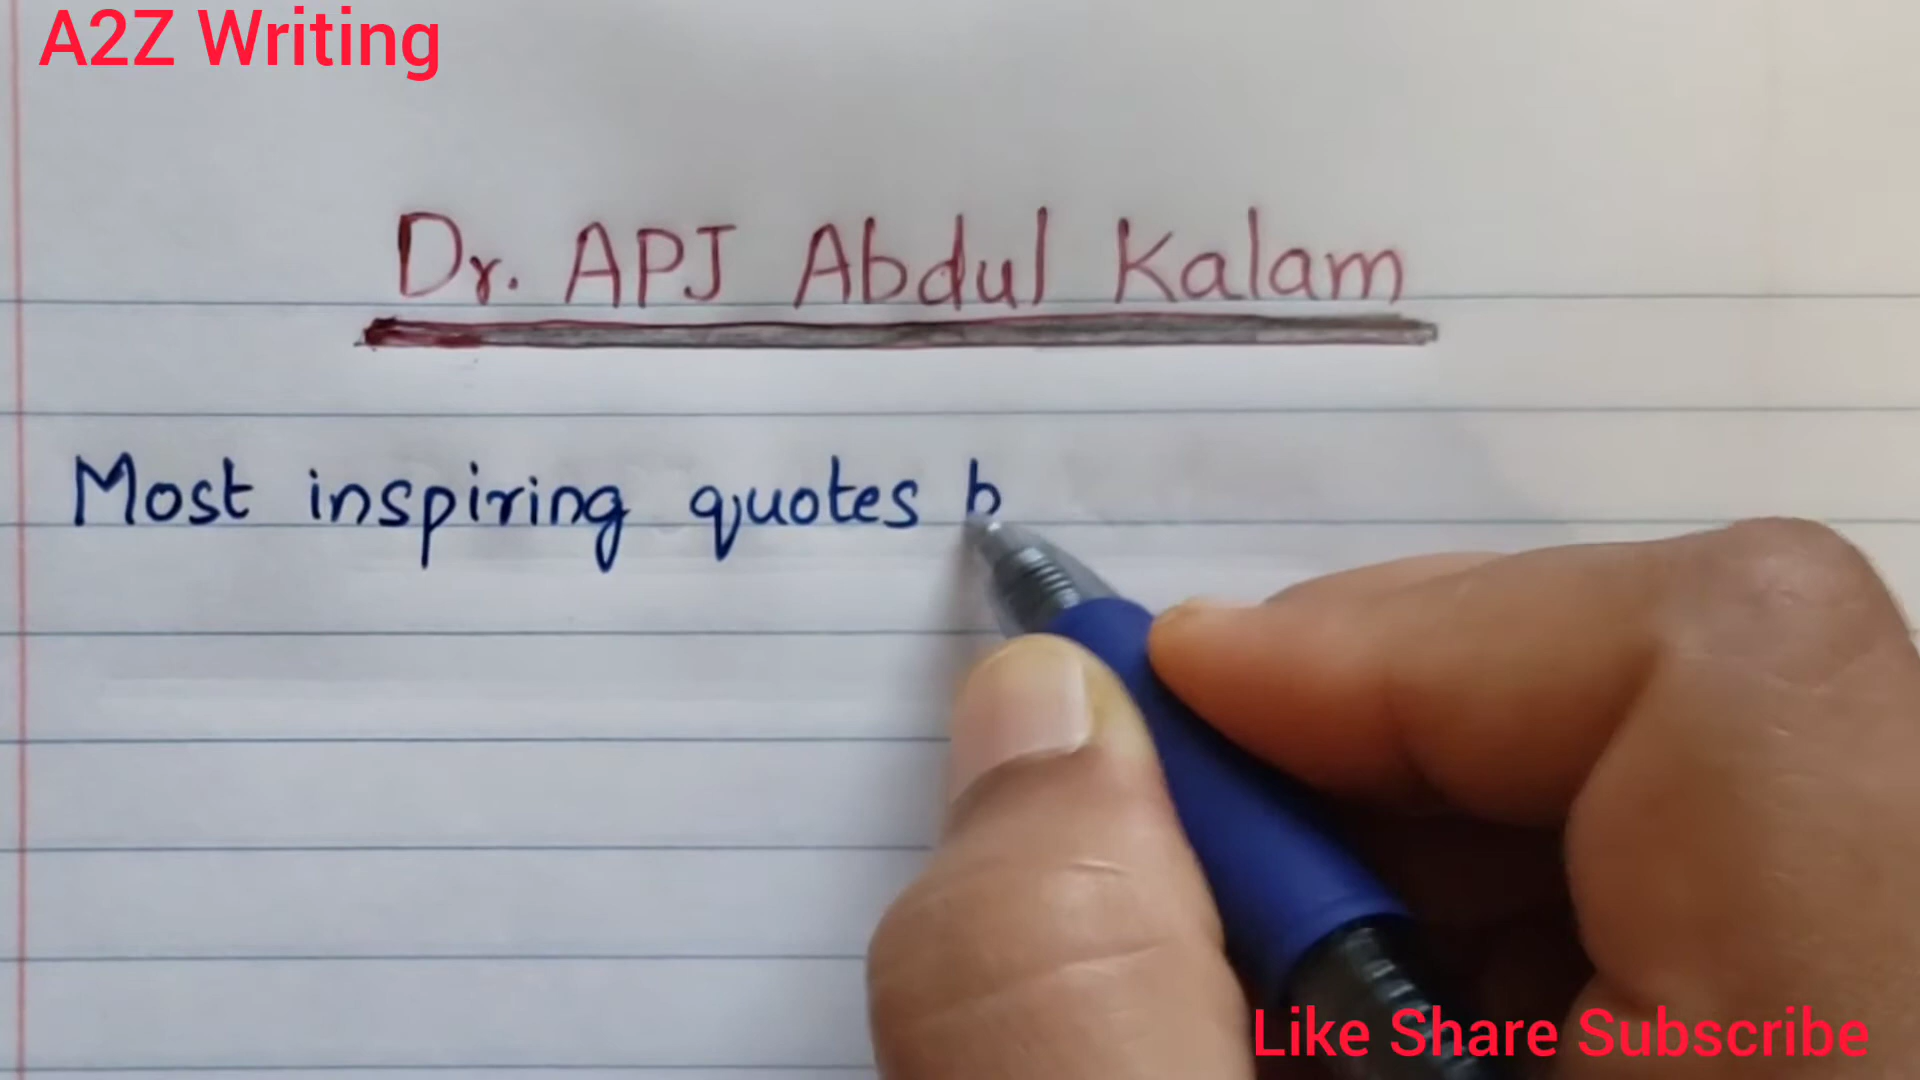 A2Z Writing
Dr. APJ Abdul Kalam
Most inspiring quotes b
Like Share Subscribe